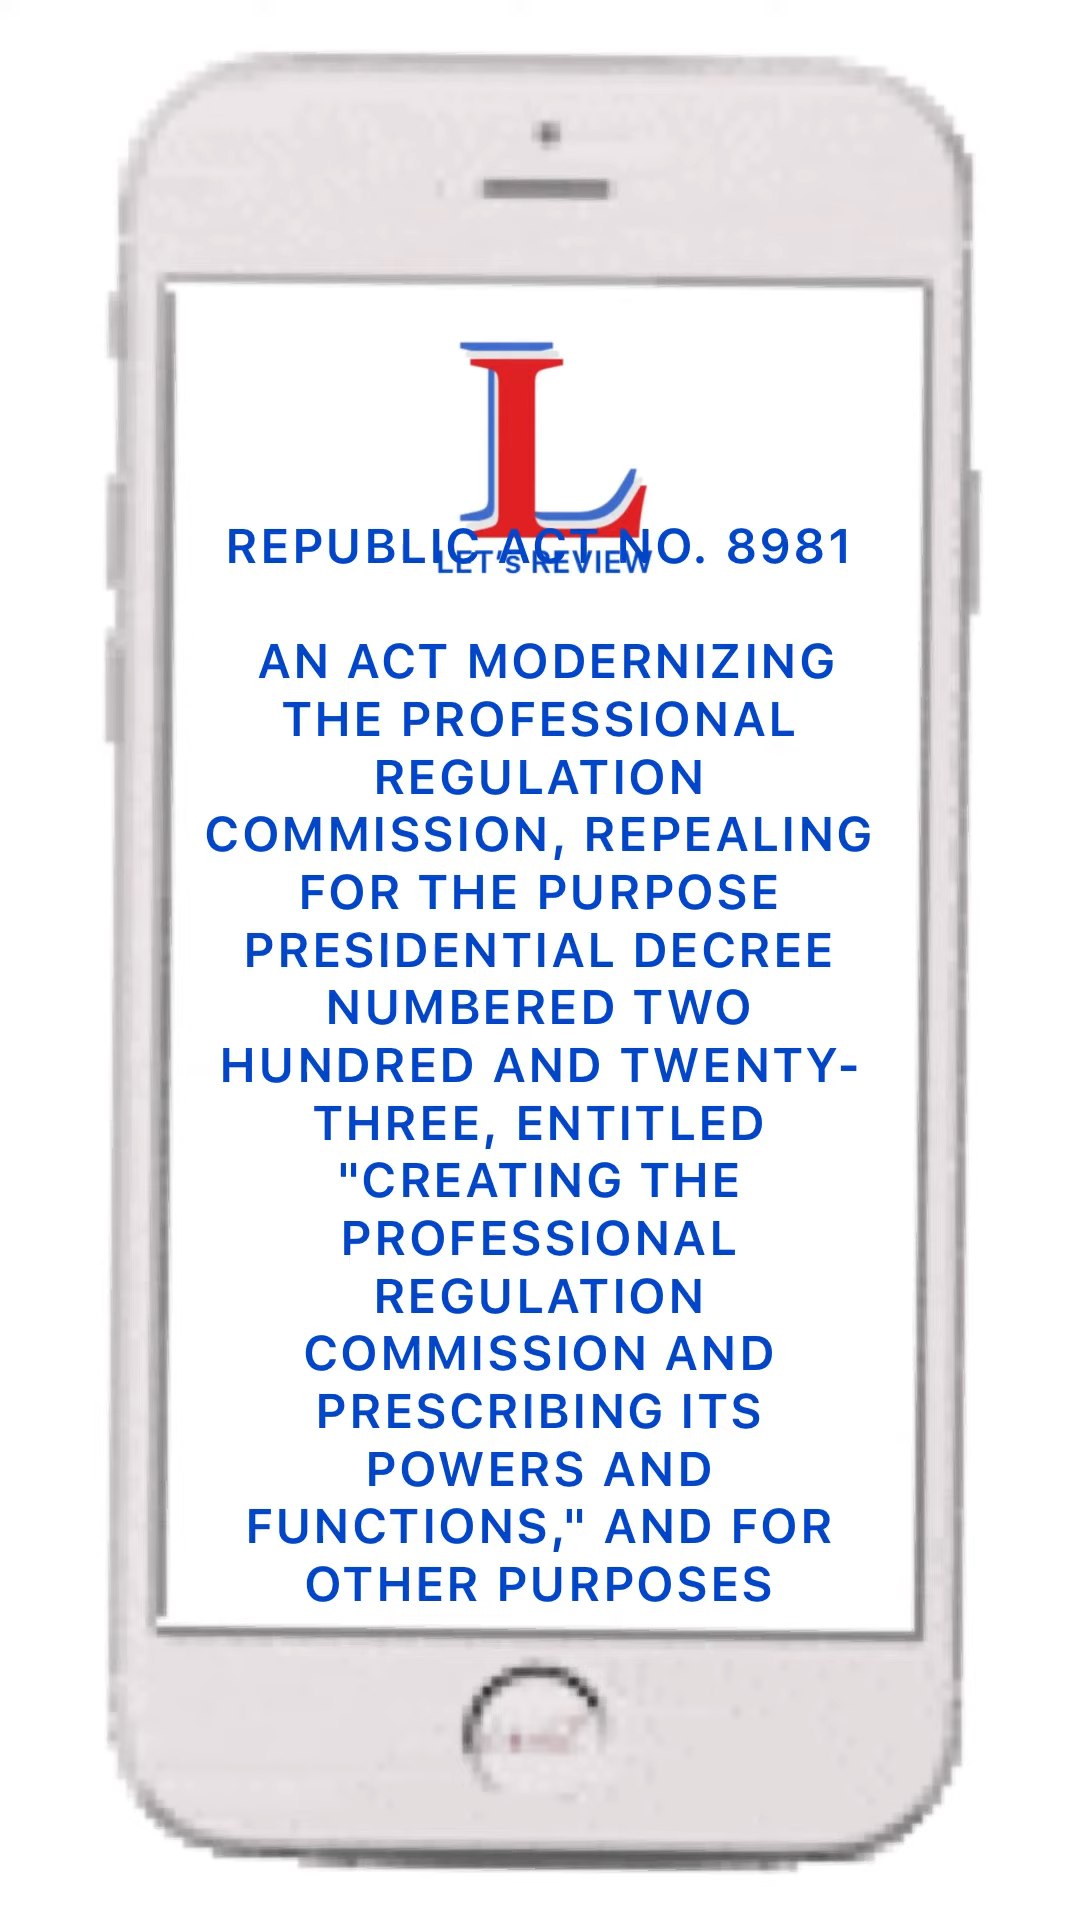 REPUBLIC ACT NO. 8981
LET's REVIEW
AN ACT MODERNIZING
THE PROFESSIONAL
REGULATION
COMMISSION, REPEALING
FOR THE PURPOSE
PRESIDENTIAL DECREE
NUMBERED TWO
HUNDRED AND TWENTY-
THREE, ENTITLED
"CREATING THE
PROFESSIONAL
REGULATION
COMMISSION AND
PRESCRIBING ITS
POWERS AND
FUNCTIONS," AND FOR
OTHER PURPOSES